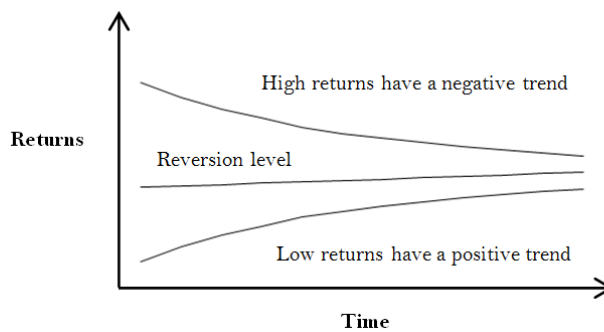 High returns have a negative trend
Returns
Reversion level
Low returns have a positive trend
Time